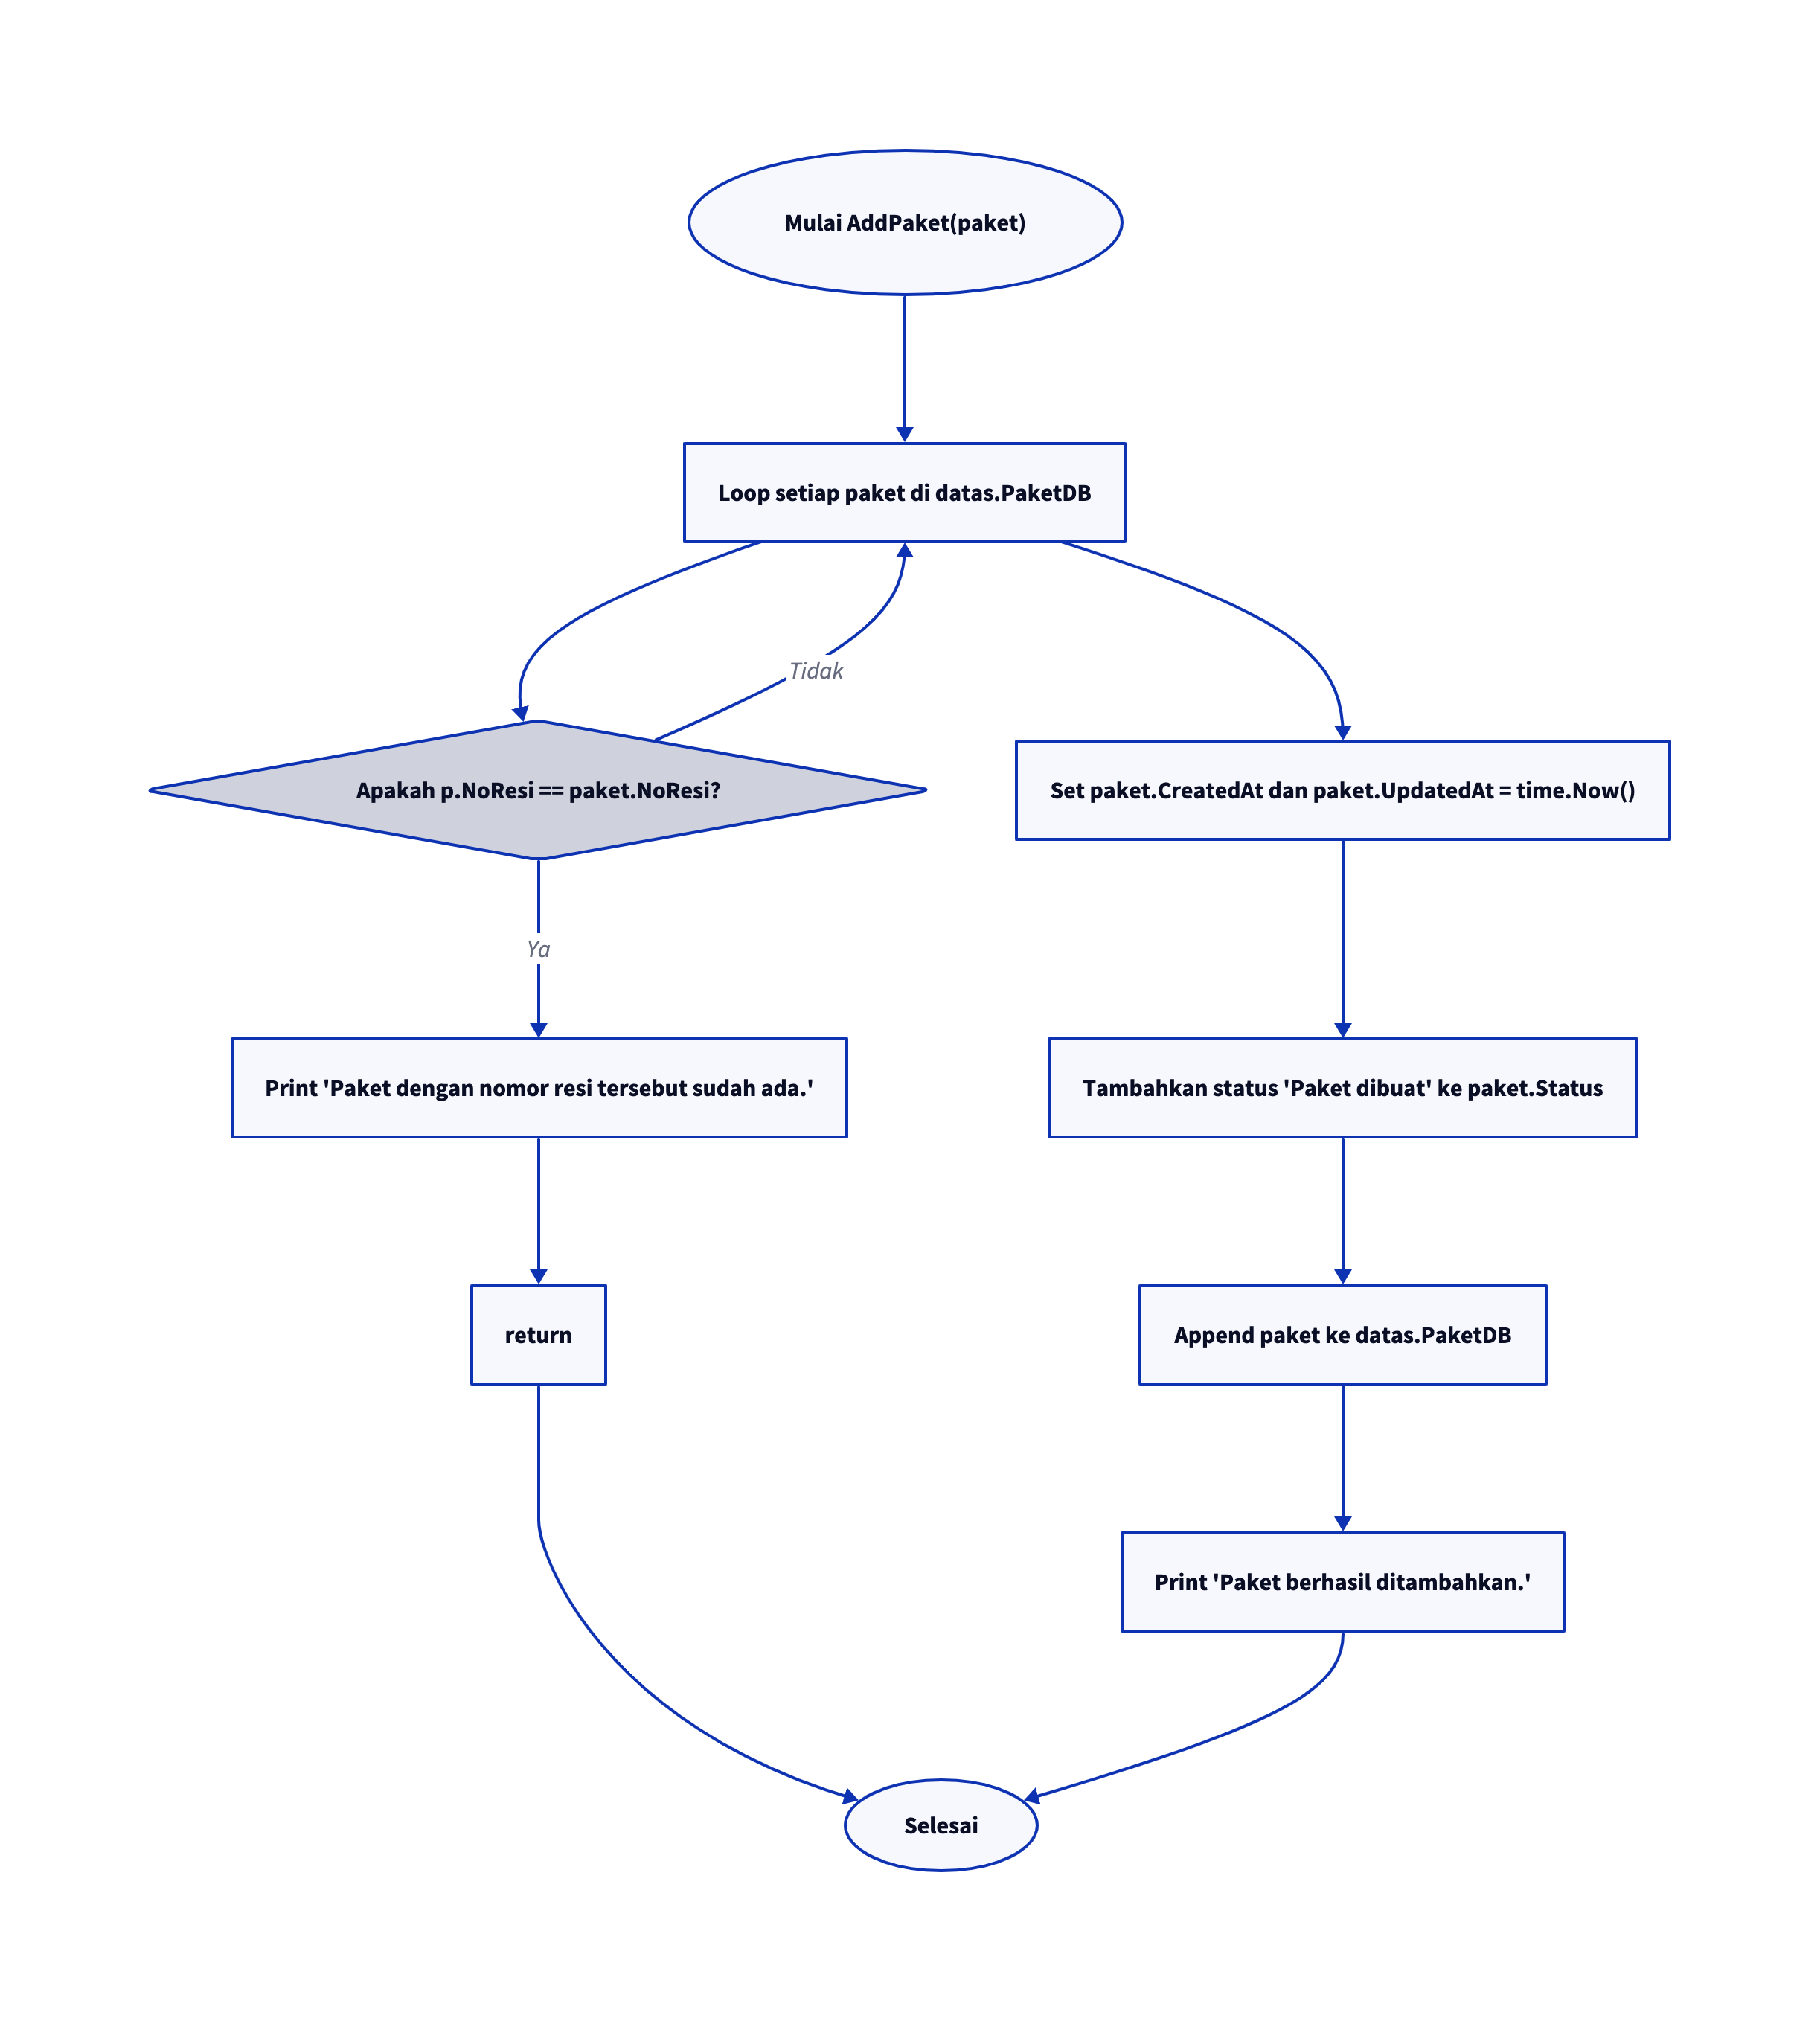 Mulai AddPaket(paket)
Loop setiap paket di datas.PaketDB
Tidak
Apakah p.NoResi == paket.NoResi?
Set paket.CreatedAt dan paket.UpdatedAt = time.Now()
Ya
Print 'Paket dengan nomor resi tersebut sudah ada.'
Tambahkan status 'Paket dibuat' ke paket.Status
return
Append paket ke datas.PaketDB
Print 'Paket berhasil ditambahkan.'
Selesai